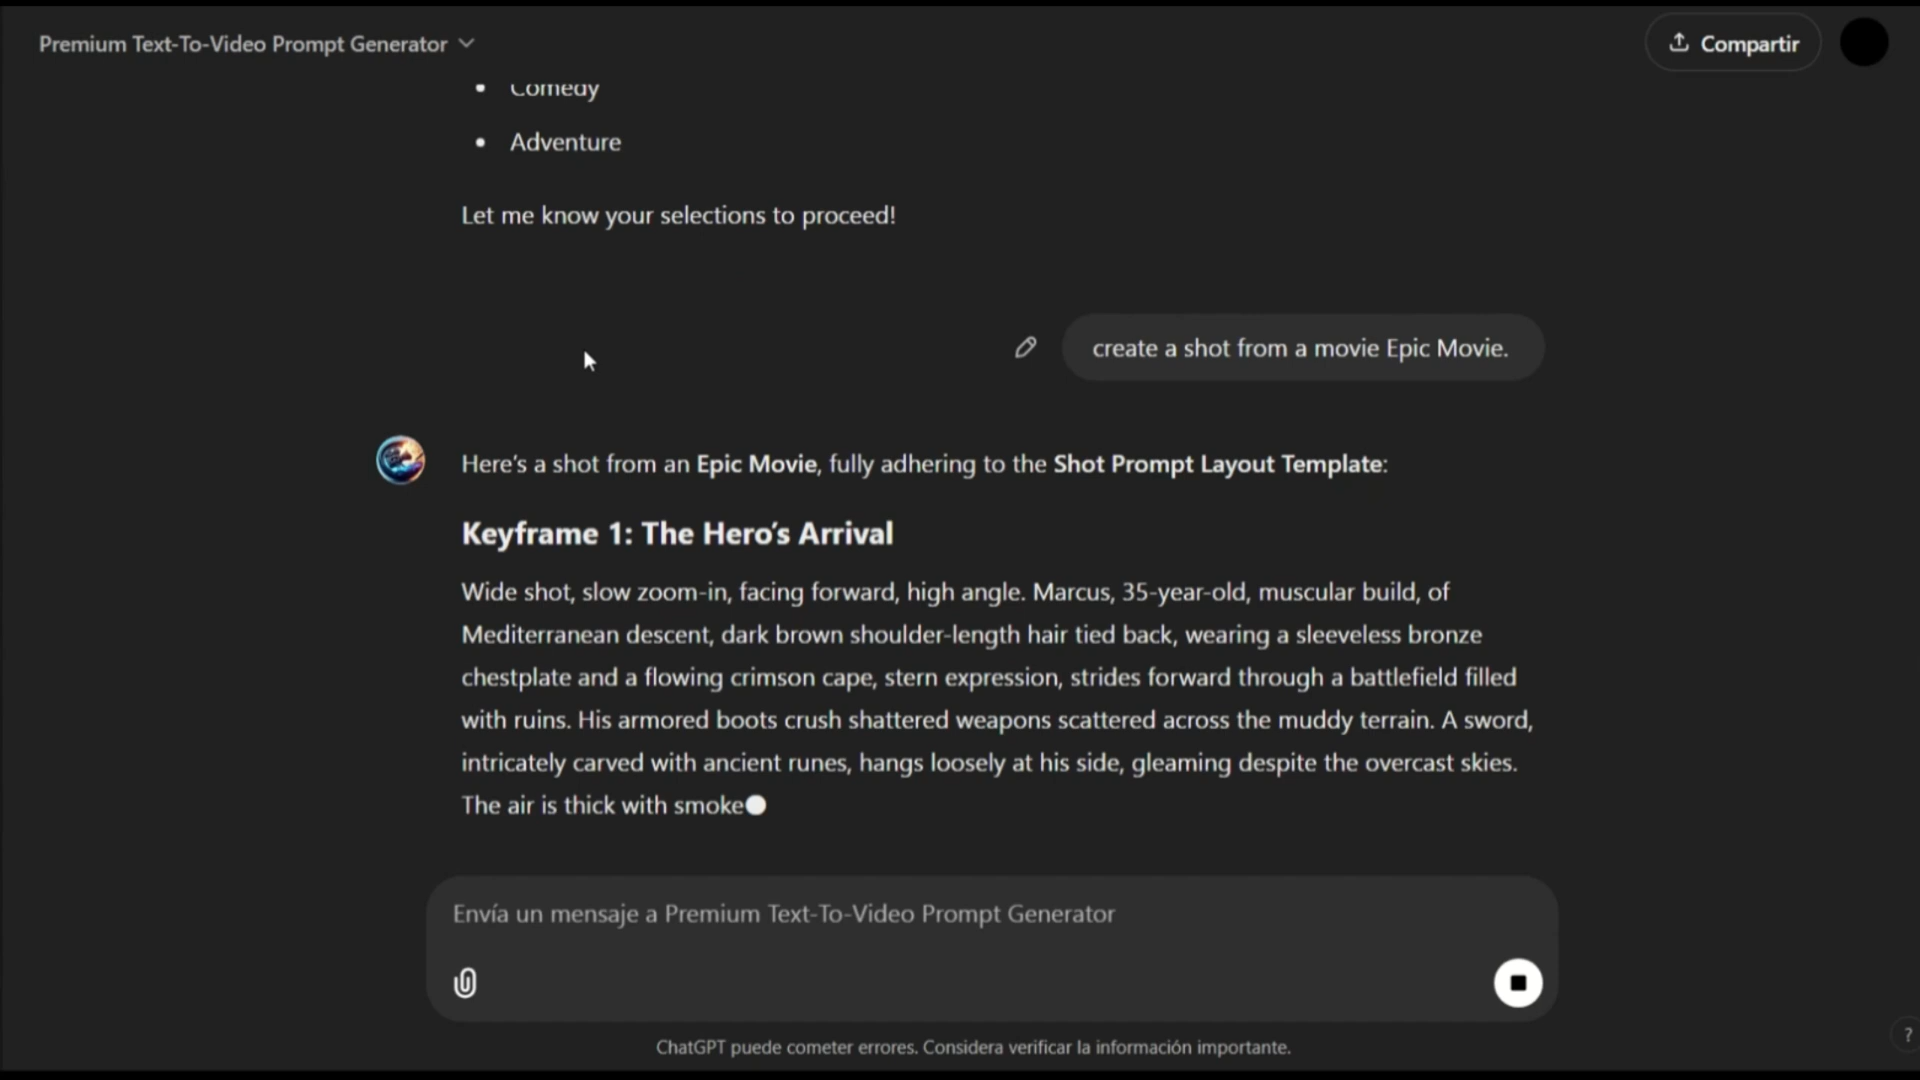 Premium Text-To-Video Prompt Generator
Compartir
Comedy
Adventure
Let me know your selections to proceed!
create a shot from a movie Epic Movie.
Here's a shot from an Epic Movie, fully adhering to the Shot Prompt Layout Template:
Keyframe 1: The Hero's Arrival
Wide shot, slow zoom-in, facing forward, high angle. Marcus, 35-year-old, muscular build, of
Mediterranean descent, dark brown shoulder-length hair tied back, wearing a sleeveless bronze
chestplate and a flowing crimson cape, stern expression, strides forward through a battlefield filled
with ruins. His armored boots crush shattered weapons scattered across the muddy terrain. A sword,
intricately carved with ancient runes, hangs loosely at his side, gleaming despite the overcast skies.
The air is thick with smoke
Envía un mensaje a Premium Text-To-Video Prompt Generator
ChatGPT puede cometer errores. Considera verificar la información importante.
?